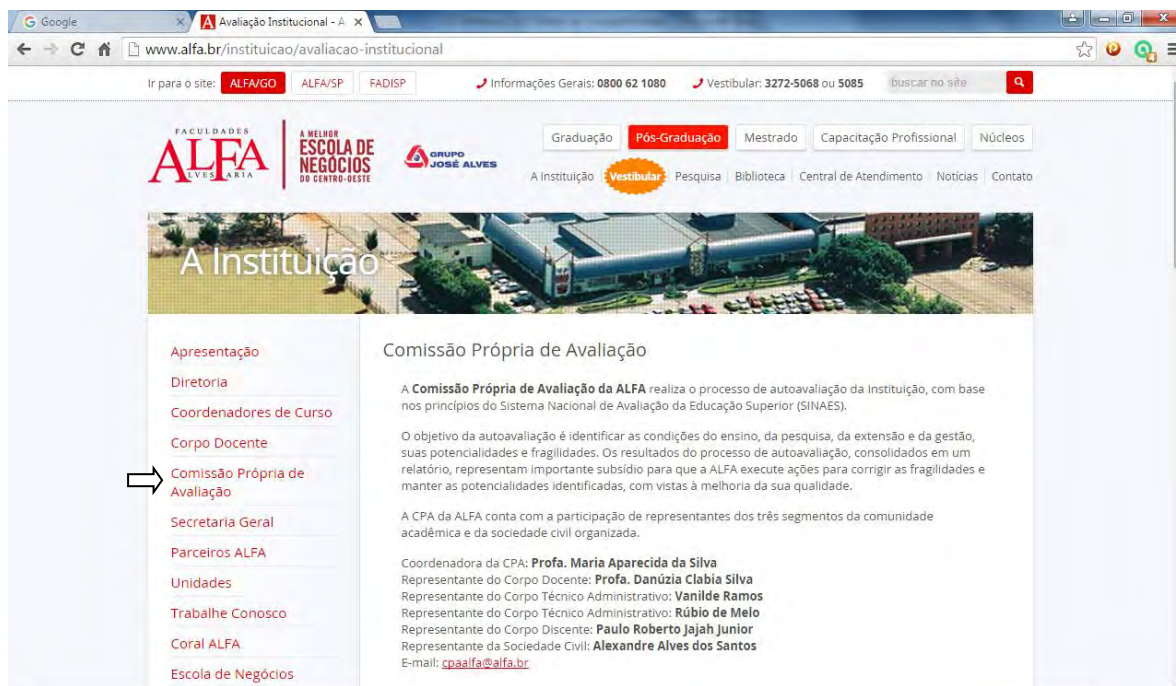 Google
Avaliação Institucional - A
www.alfa.br/instituicao/avaliacao-institucional
Ir para o site: ALFA/GO ALFA/SP FADISP Informações Gerais: 0800 62 1080 Vestibular: 3272-5068 ou 5085 buscar no site
FACULDADES
ALFA
ALVES FARIA
A MELHOR
ESCOLA DE
NEGÓCIOS
DO CENTRO-OESTE
GRUPO
JOSÉ ALVES
Graduação Pós-Graduação Mestrado Capacitação Profissional Núcleos
A Instituição Vestibular Pesquisa Biblioteca Central de Atendimento Notícias Contato
A Instituição
Apresentação
Diretoria
Coordenadores de Curso
Corpo Docente
Comissão Própria de
Avaliação
Secretaria Geral
Parceiros ALFA
Unidades
Trabalhe Conosco
Coral ALFA
Escola de Negócios
Comissão Própria de Avaliação
A Comissão Própria de Avaliação da ALFA realiza o processo de autoavaliação da Instituição, com base
nos princípios do Sistema Nacional de Avaliação da Educação Superior (SINAES).
O objetivo da autoavaliação é identificar as condições do ensino, da pesquisa, da extensão e da gestão,
suas potencialidades e fragilidades. Os resultados do processo de autoavaliação, consolidados em um
relatório, representam importante subsídio para que a ALFA execute ações para corrigir as fragilidades e
manter as potencialidades identificadas, com vistas à melhoria da sua qualidade.
A CPA da ALFA conta com a participação de representantes dos três segmentos da comunidade
acadêmica e da sociedade civil organizada.
Coordenadora da CPA: Profa. Maria Aparecida da Silva
Representante do Corpo Docente: Profa. Danúzia Clabia Silva
Representante do Corpo Técnico Administrativo: Vanilde Ramos
Representante do Corpo Técnico Administrativo: Rúbio de Melo
Representante do Corpo Discente: Paulo Roberto Jajah Junior
Representante da Sociedade Civil: Alexandre Alves dos Santos
E-mail: cpaalfa@alfa.br